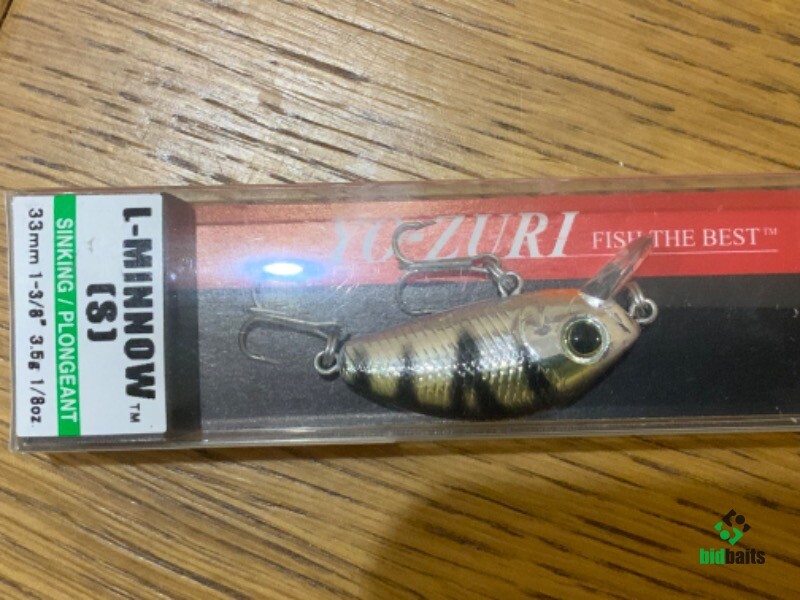 L-MINNOW™
(S)
SINKING / PLONGEANT
33mm 1-3/8" 3.5g 1/8oz.
YO-ZURI FISH THE BEST™
bidbaits